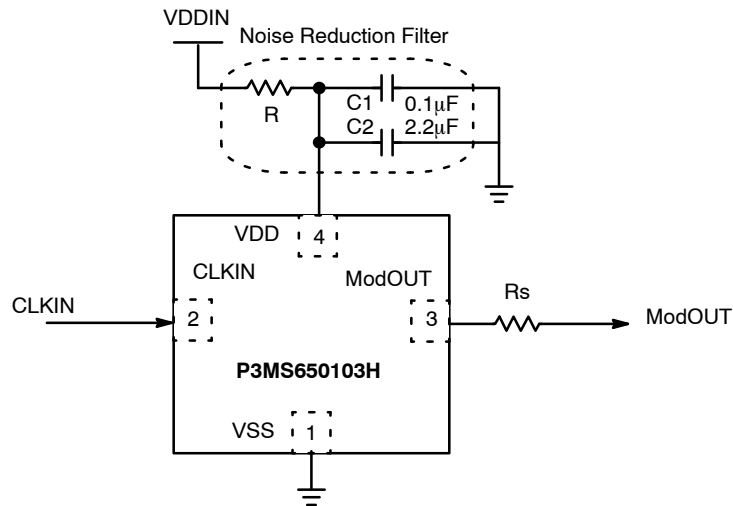 VDDIN
Noise Reduction Filter
R
C1 0.1μF
C2 2.2μF
VDD 4
CLKIN
ModOUT
CLKIN
2
3
Rs
ModOUT
P3MS650103H
VSS 1